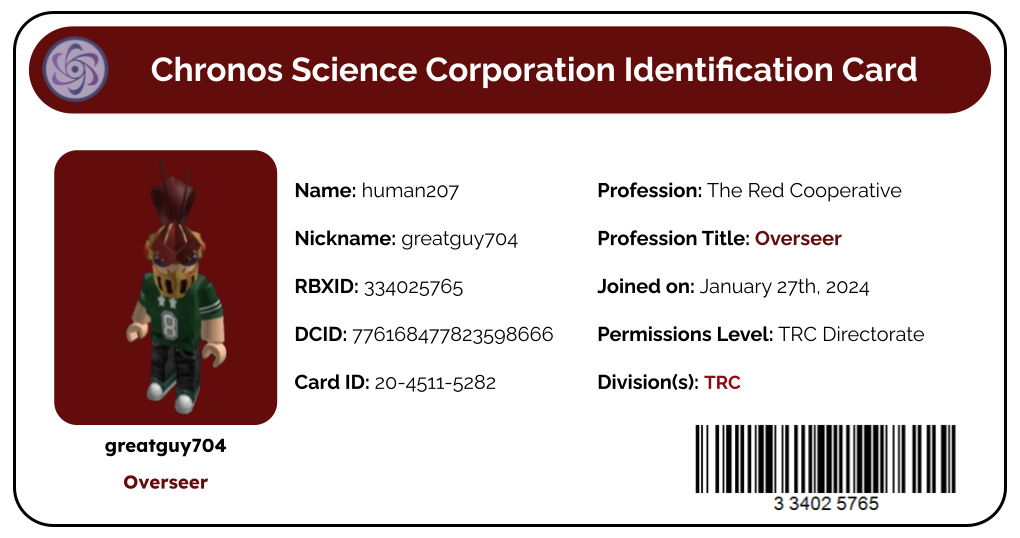 Chronos Science Corporation Identification Card
Name: human207
Nickname: greatguy704
RBXID: 334025765
DCID: 776168477823598666
Card ID: 20-4511-5282
Profession: The Red Cooperative
Profession Title: Overseer
Joined on: January 27th, 2024
Permissions Level: TRC Directorate
Division(s): TRC
8
greatguy704
Overseer
3 3402 5765